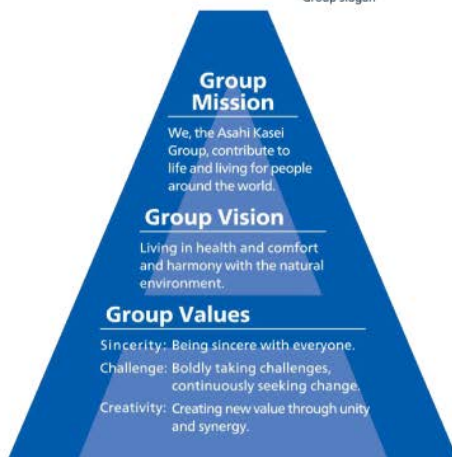 Group slogan
Group
Mission
We, the Asahi Kasei
Group, contribute to
life and living for people
around the world.
Group Vision
Living in health and comfort
and harmony with the natural
environment.
Group Values
Sincerity: Being sincere with everyone.
Challenge: Boldly taking challenges,
continuously seeking change.
Creativity: Creating new value through unity
and synergy.